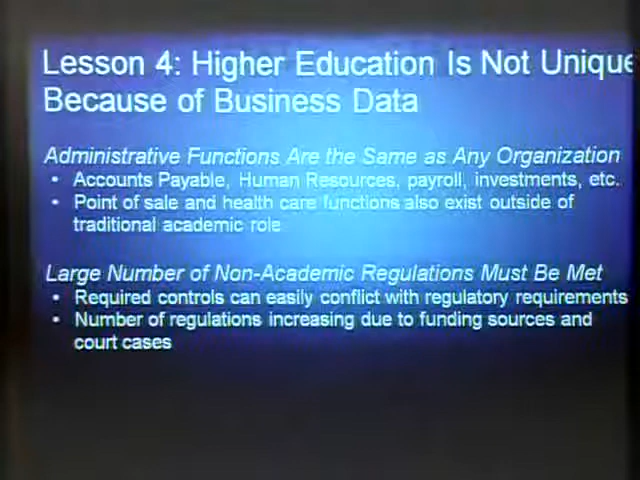 Lesson 4: Higher Education Is Not Unique
Because of Business Data
Administrative Functions Are the Same as Any Organization
• Accounts Payable, Human Resources, payroll, investments, etc.
• Point of sale and health care functions also exist outside of
traditional academic role
Large Number of Non-Academic Regulations Must Be Met
• Required controls can easily conflict with regulatory requirements
• Number of regulations increasing due to funding sources and
court cases